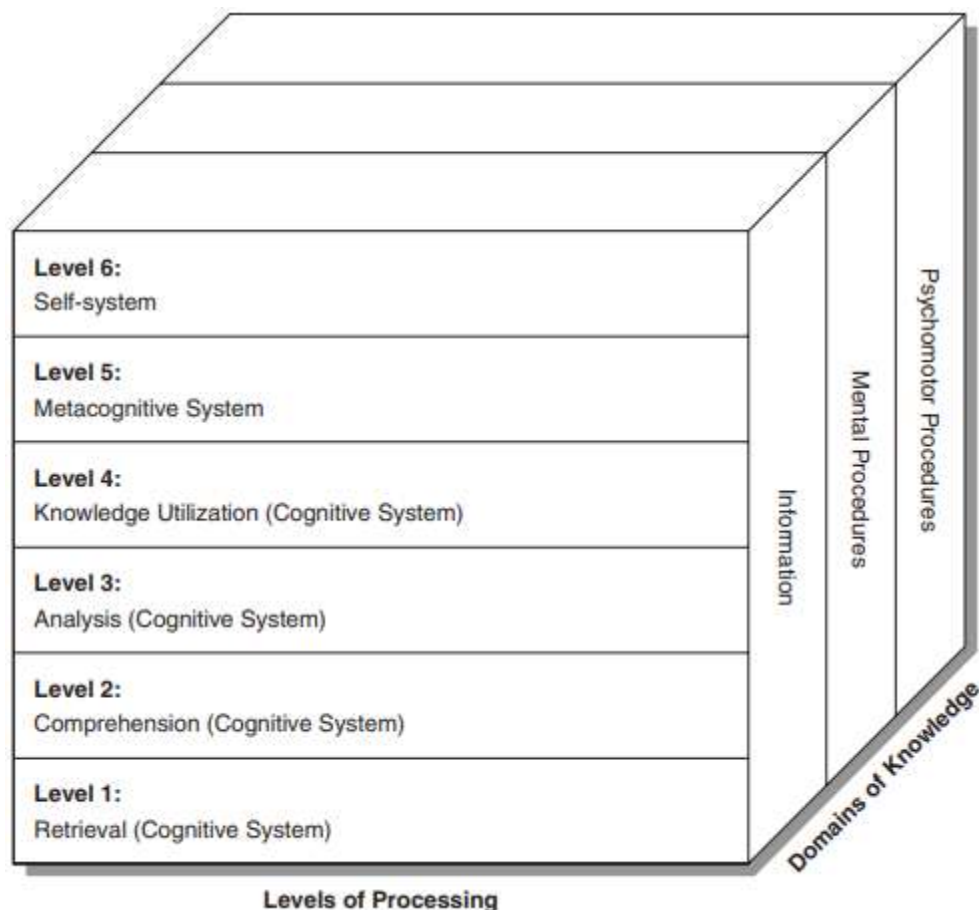 Level 6:
Self-system
Level 5:
Metacognitive System
Level 4:
Knowledge Utilization (Cognitive System)
Level 3:
Analysis (Cognitive System)
Level 2:
Comprehension (Cognitive System)
Level 1:
Retrieval (Cognitive System)
Information
Mental Procedures
Psychomotor Procedures
Domains of Knowledge
Levels of Processing